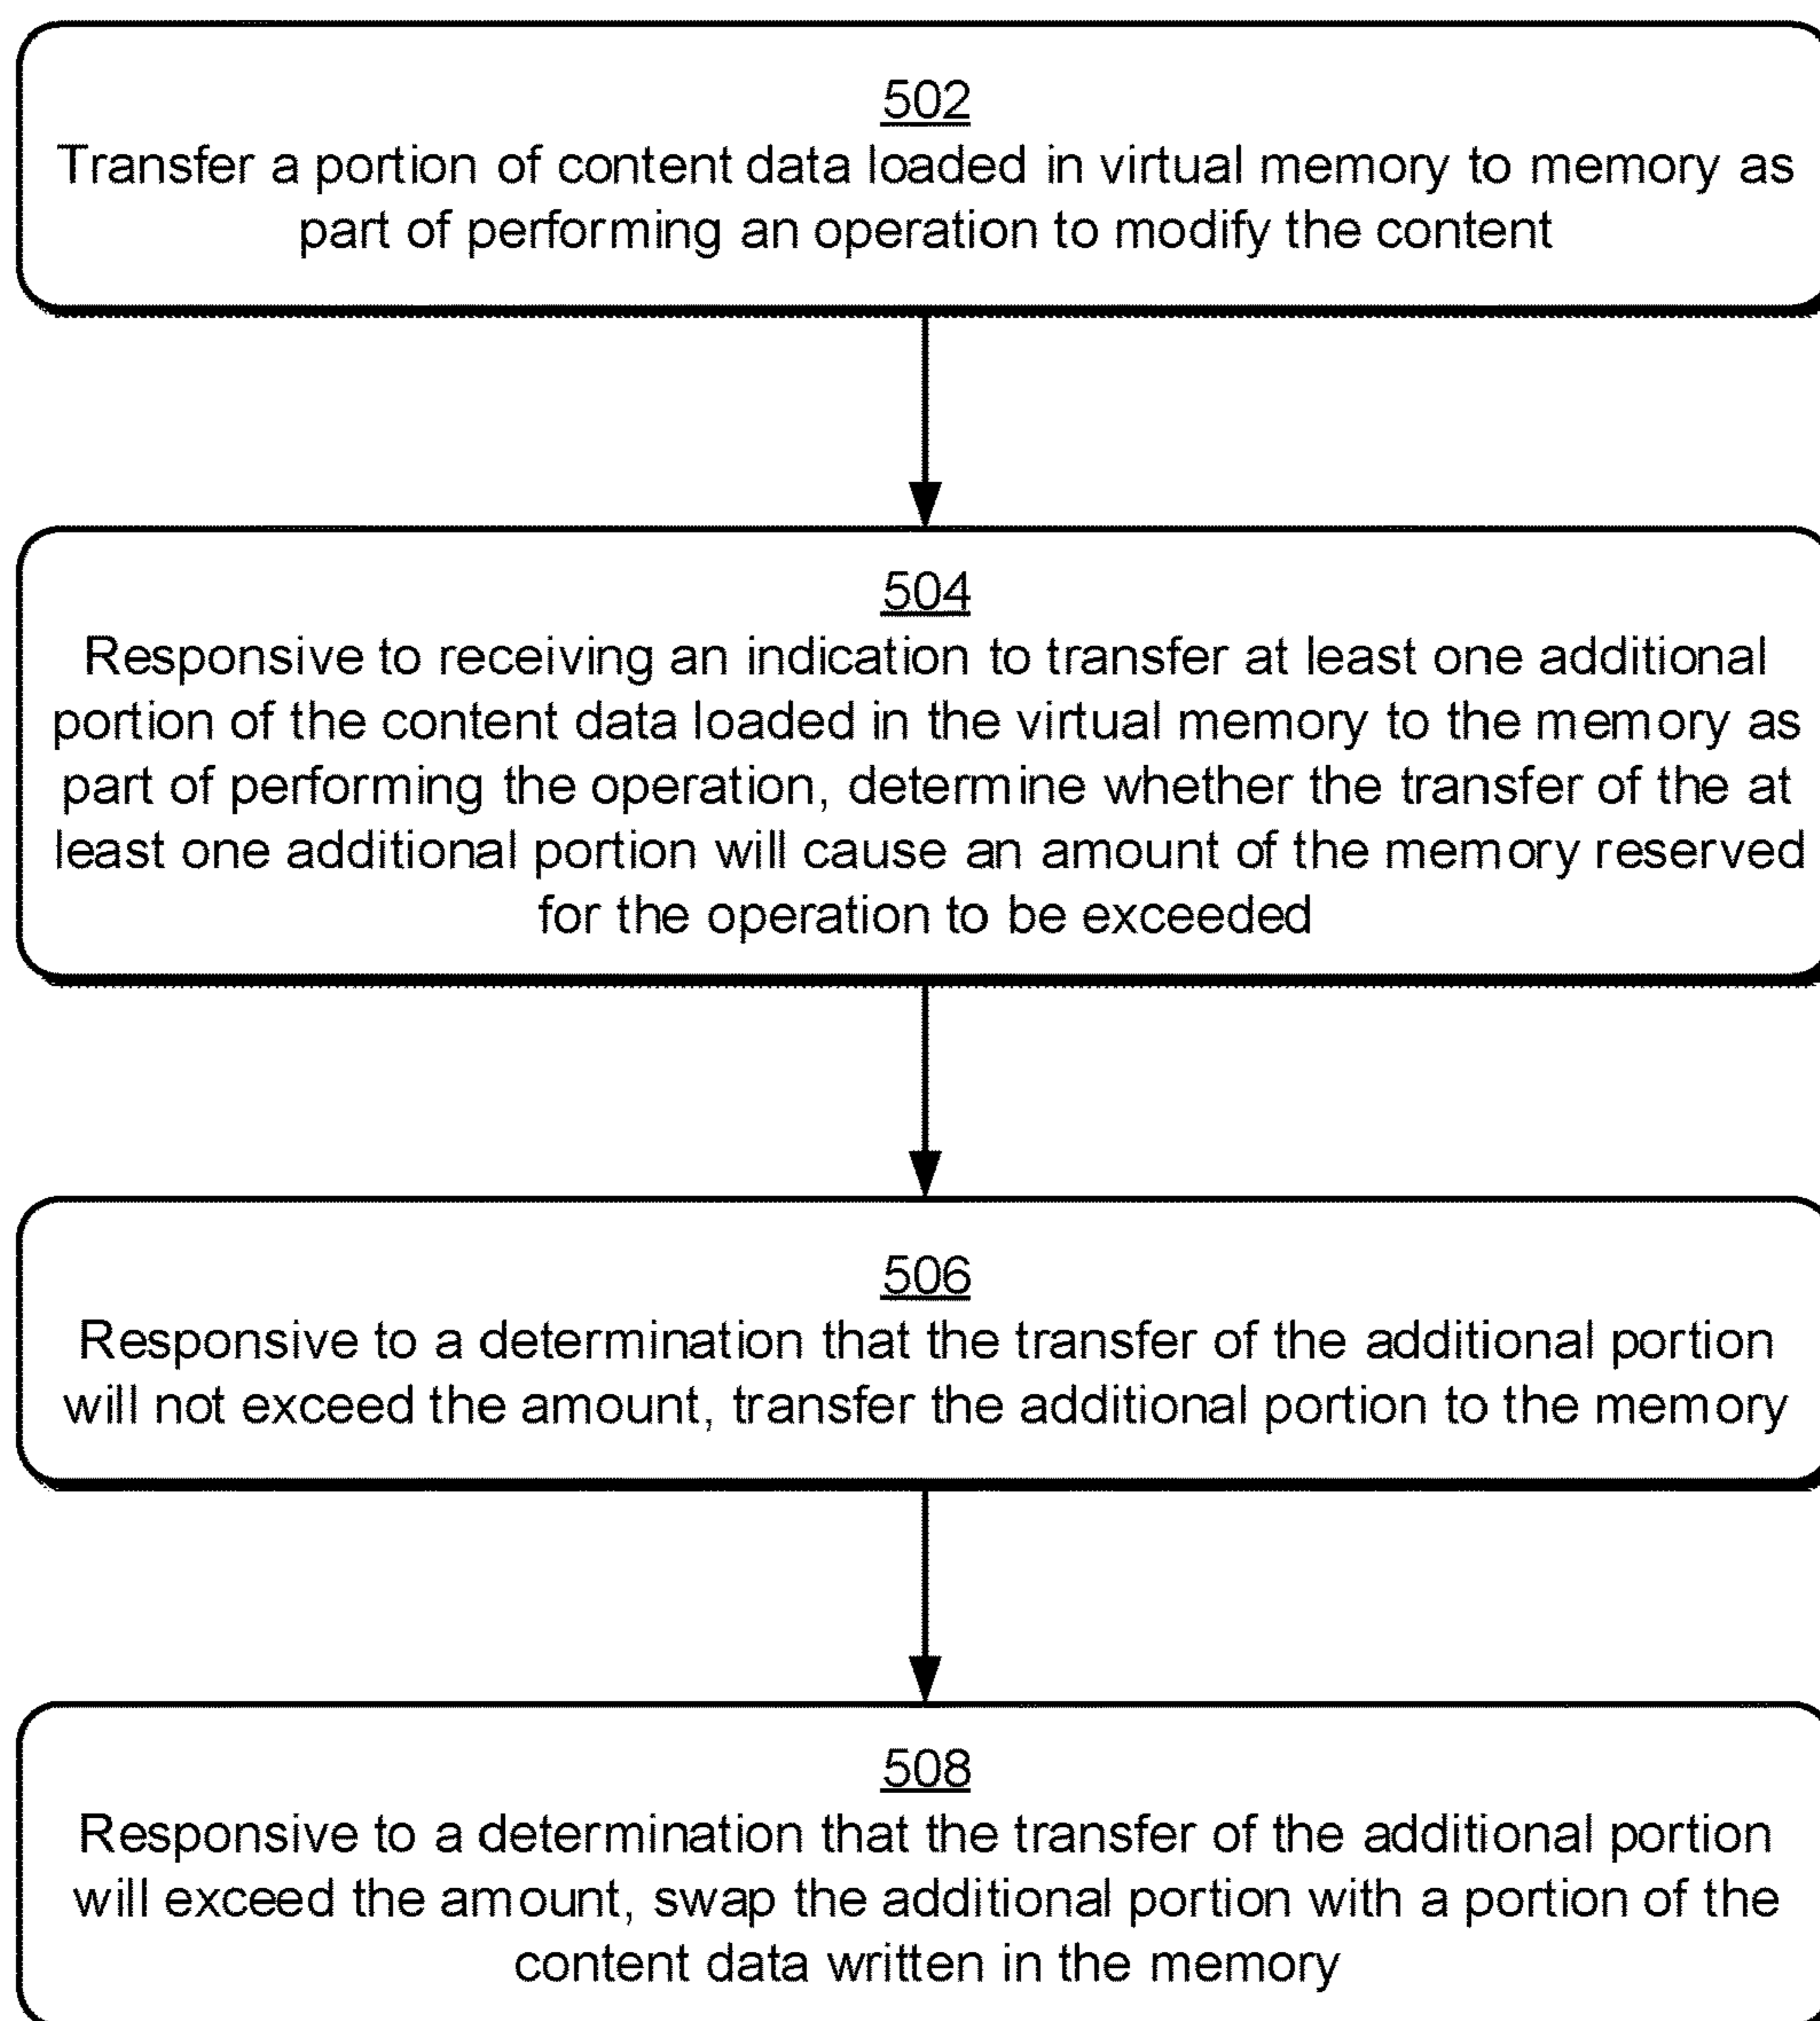 502
Transfer a portion of content data loaded in virtual memory to memory as
part of performing an operation to modify the content
504
Responsive to receiving an indication to transfer at least one additional
portion of the content data loaded in the virtual memory to the memory as
part of performing the operation, determine whether the transfer of the at
least one additional portion will cause an amount of the memory reserved
for the operation to be exceeded
506
Responsive to a determination that the transfer of the additional portion
will not exceed the amount, transfer the additional portion to the memory
508
Responsive to a determination that the transfer of the additional portion
will exceed the amount, swap the additional portion with a portion of the
content data written in the memory